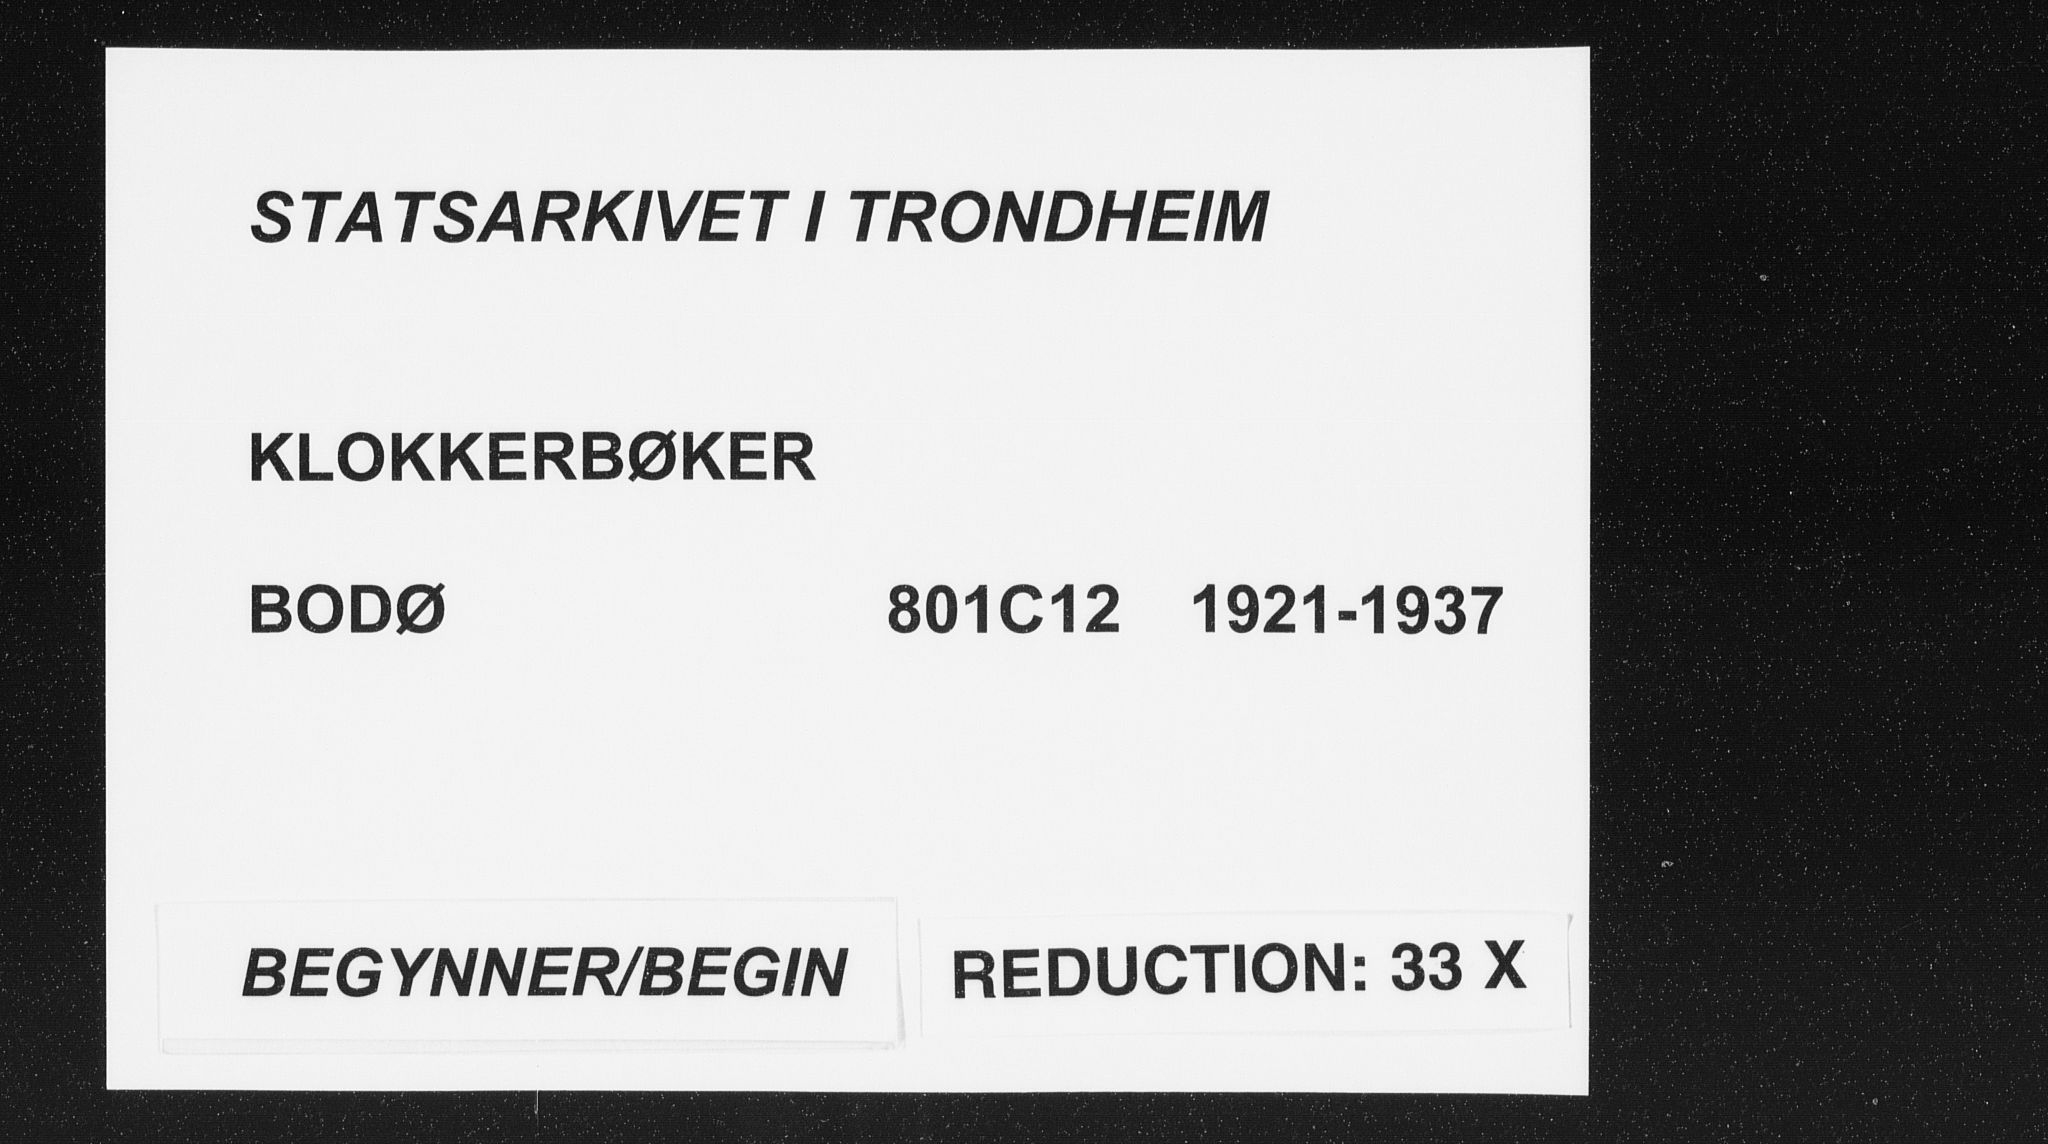 STATSARKIVET I TRONDHEIM
KLOKKERBØKER
BODØ 801C12 1921-1937
BEGYNNER/BEGIN REDUCTION: 33 X